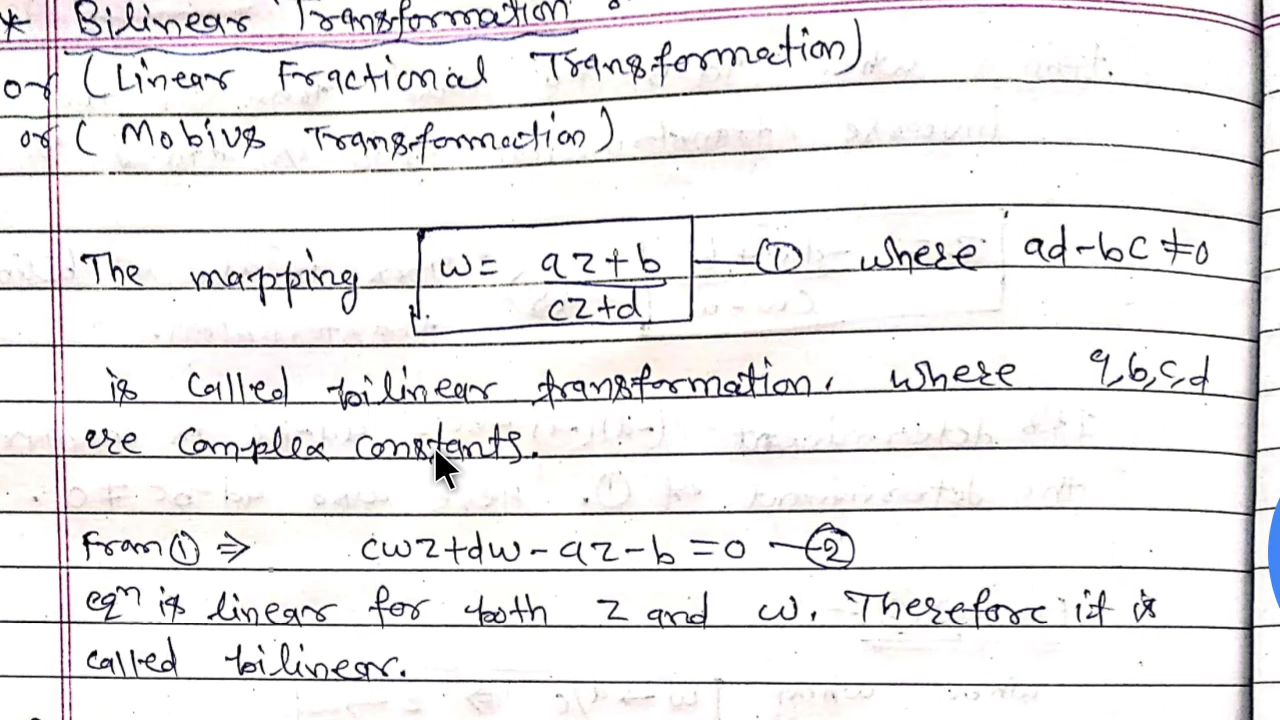 * Bilinear Transformation :
or (Linear Fractional Transformation)
or ( Mobius Transformation)
The mapping w = az+b / cz+d — ① where ad-bc ≠ 0
is called bilinear transformation. where a,b,c,d
are complex constants.
From ① ⇒ cwz+dw-az-b = 0 — ②
eqn is linear for both z and w. Therefore it is
called bilinear.